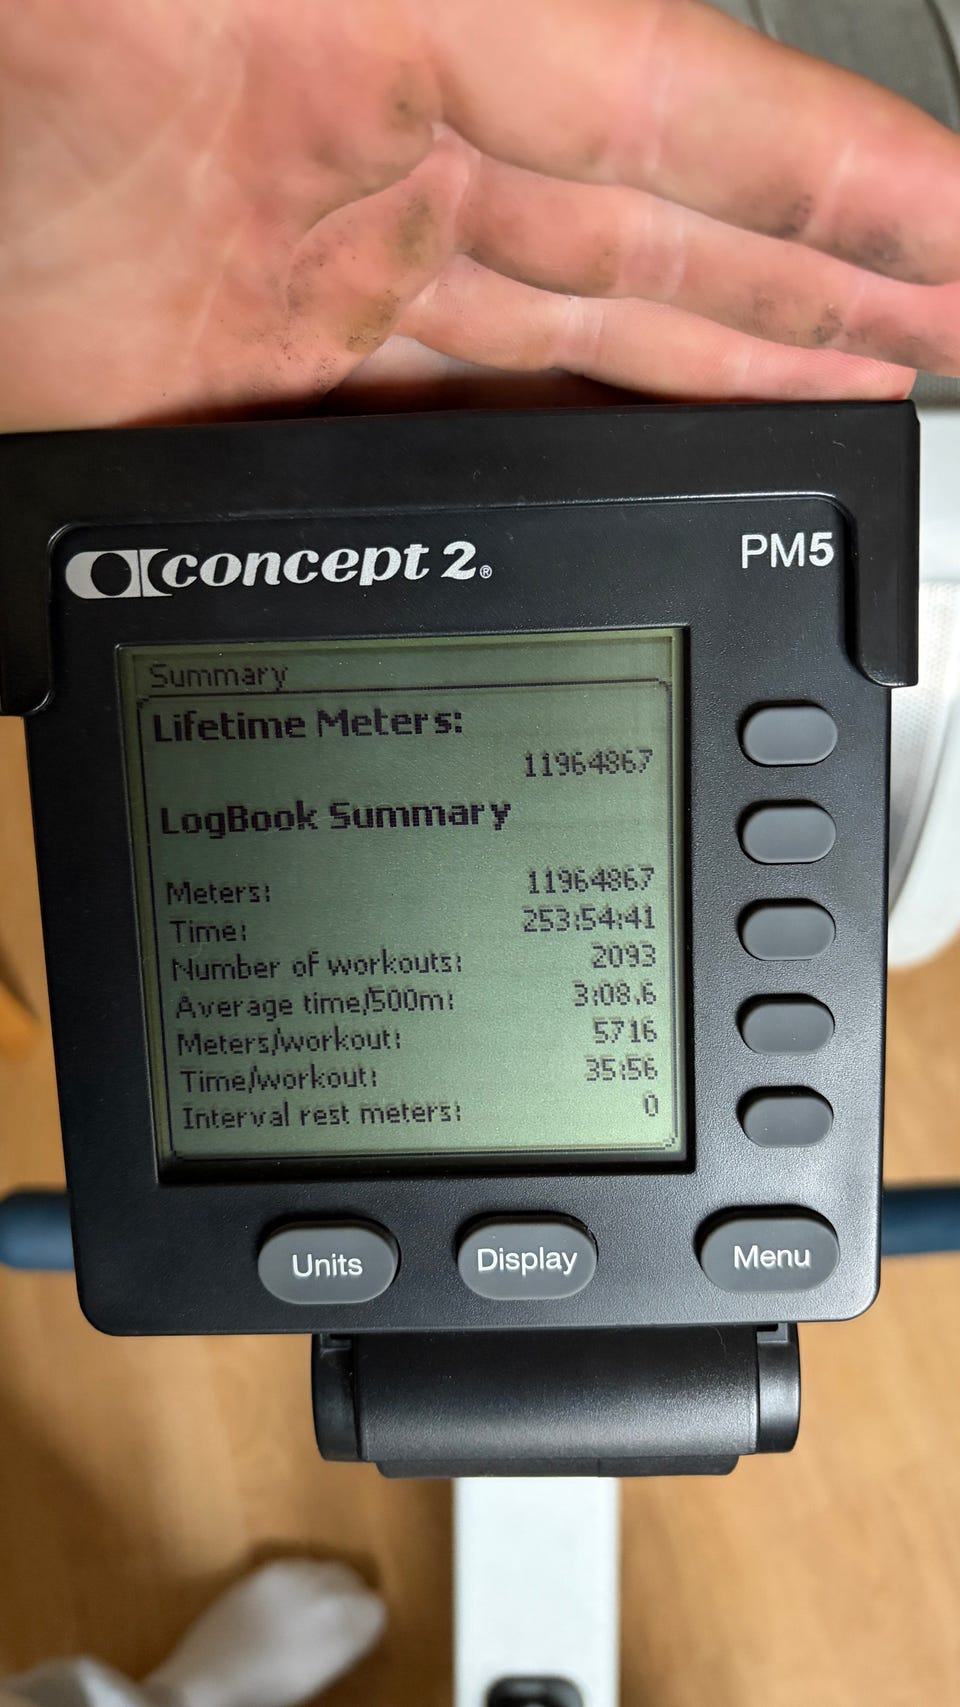 concept 2®
PM5
Summary
Lifetime Meters:
11964867
LogBook Summary
Meters: 11964867
Time: 253:54:41
Number of workouts: 2093
Average time/500m: 3:08.6
Meters/workout: 5716
Time/workout: 35:56
Interval rest meters: 0
Units Display Menu